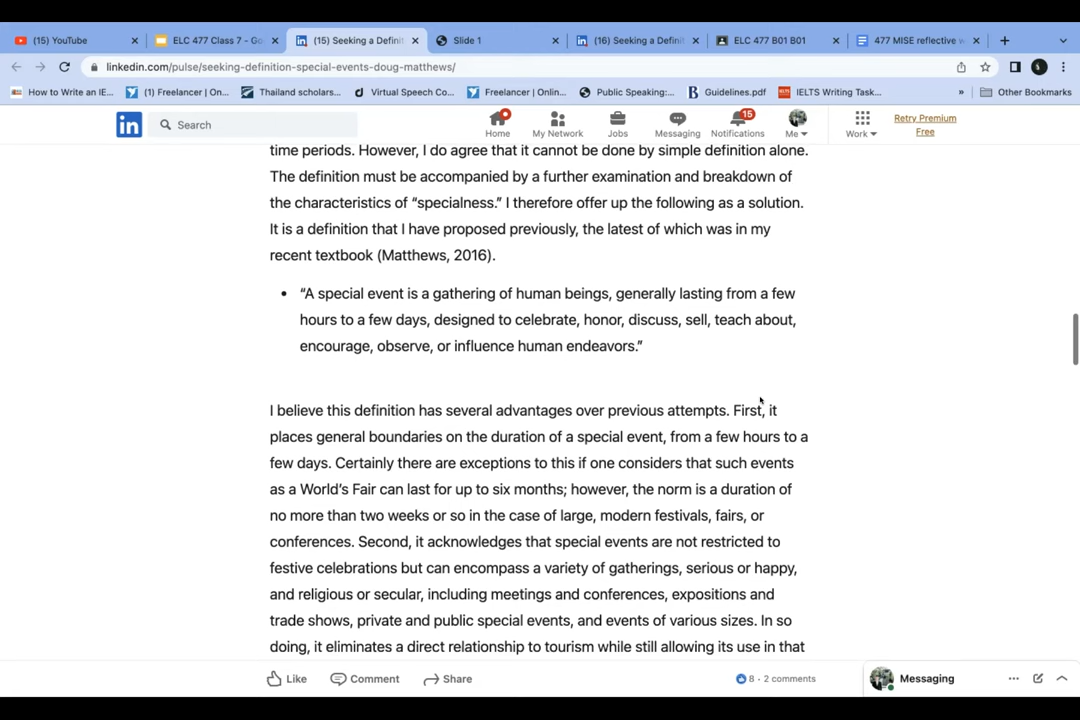 (15) YouTube
ELC 477 Class 7 - Go
(15) Seeking a Defini
Slide 1
(16) Seeking a Defini
ELC 477 B01 B01
477 MISE reflective
linkedin.com/pulse/seeking-definition-special-events-doug-matthews/
How to Write an IE...
(1) Freelancer | On...
Thailand scholars...
Virtual Speech Co...
Freelancer | Online...
Public Speaking:...
Guidelines.pdf
IELTS Writing Task...
»
Other Bookmarks
in
Search
Home
My Network
Jobs
Messaging
15
Notifications
Me
Work
Retry Premium
Free
time periods. However, I do agree that it cannot be done by simple definition alone.
The definition must be accompanied by a further examination and breakdown of
the characteristics of “specialness.” I therefore offer up the following as a solution.
It is a definition that I have proposed previously, the latest of which was in my
recent textbook (Matthews, 2016).
• “A special event is a gathering of human beings, generally lasting from a few
hours to a few days, designed to celebrate, honor, discuss, sell, teach about,
encourage, observe, or influence human endeavors.”
I believe this definition has several advantages over previous attempts. First, it
places general boundaries on the duration of a special event, from a few hours to a
few days. Certainly there are exceptions to this if one considers that such events
as a World’s Fair can last for up to six months; however, the norm is a duration of
no more than two weeks or so in the case of large, modern festivals, fairs, or
conferences. Second, it acknowledges that special events are not restricted to
festive celebrations but can encompass a variety of gatherings, serious or happy,
and religious or secular, including meetings and conferences, expositions and
trade shows, private and public special events, and events of various sizes. In so
doing, it eliminates a direct relationship to tourism while still allowing its use in that
Like
Comment
Share
8 · 2 comments
Messaging